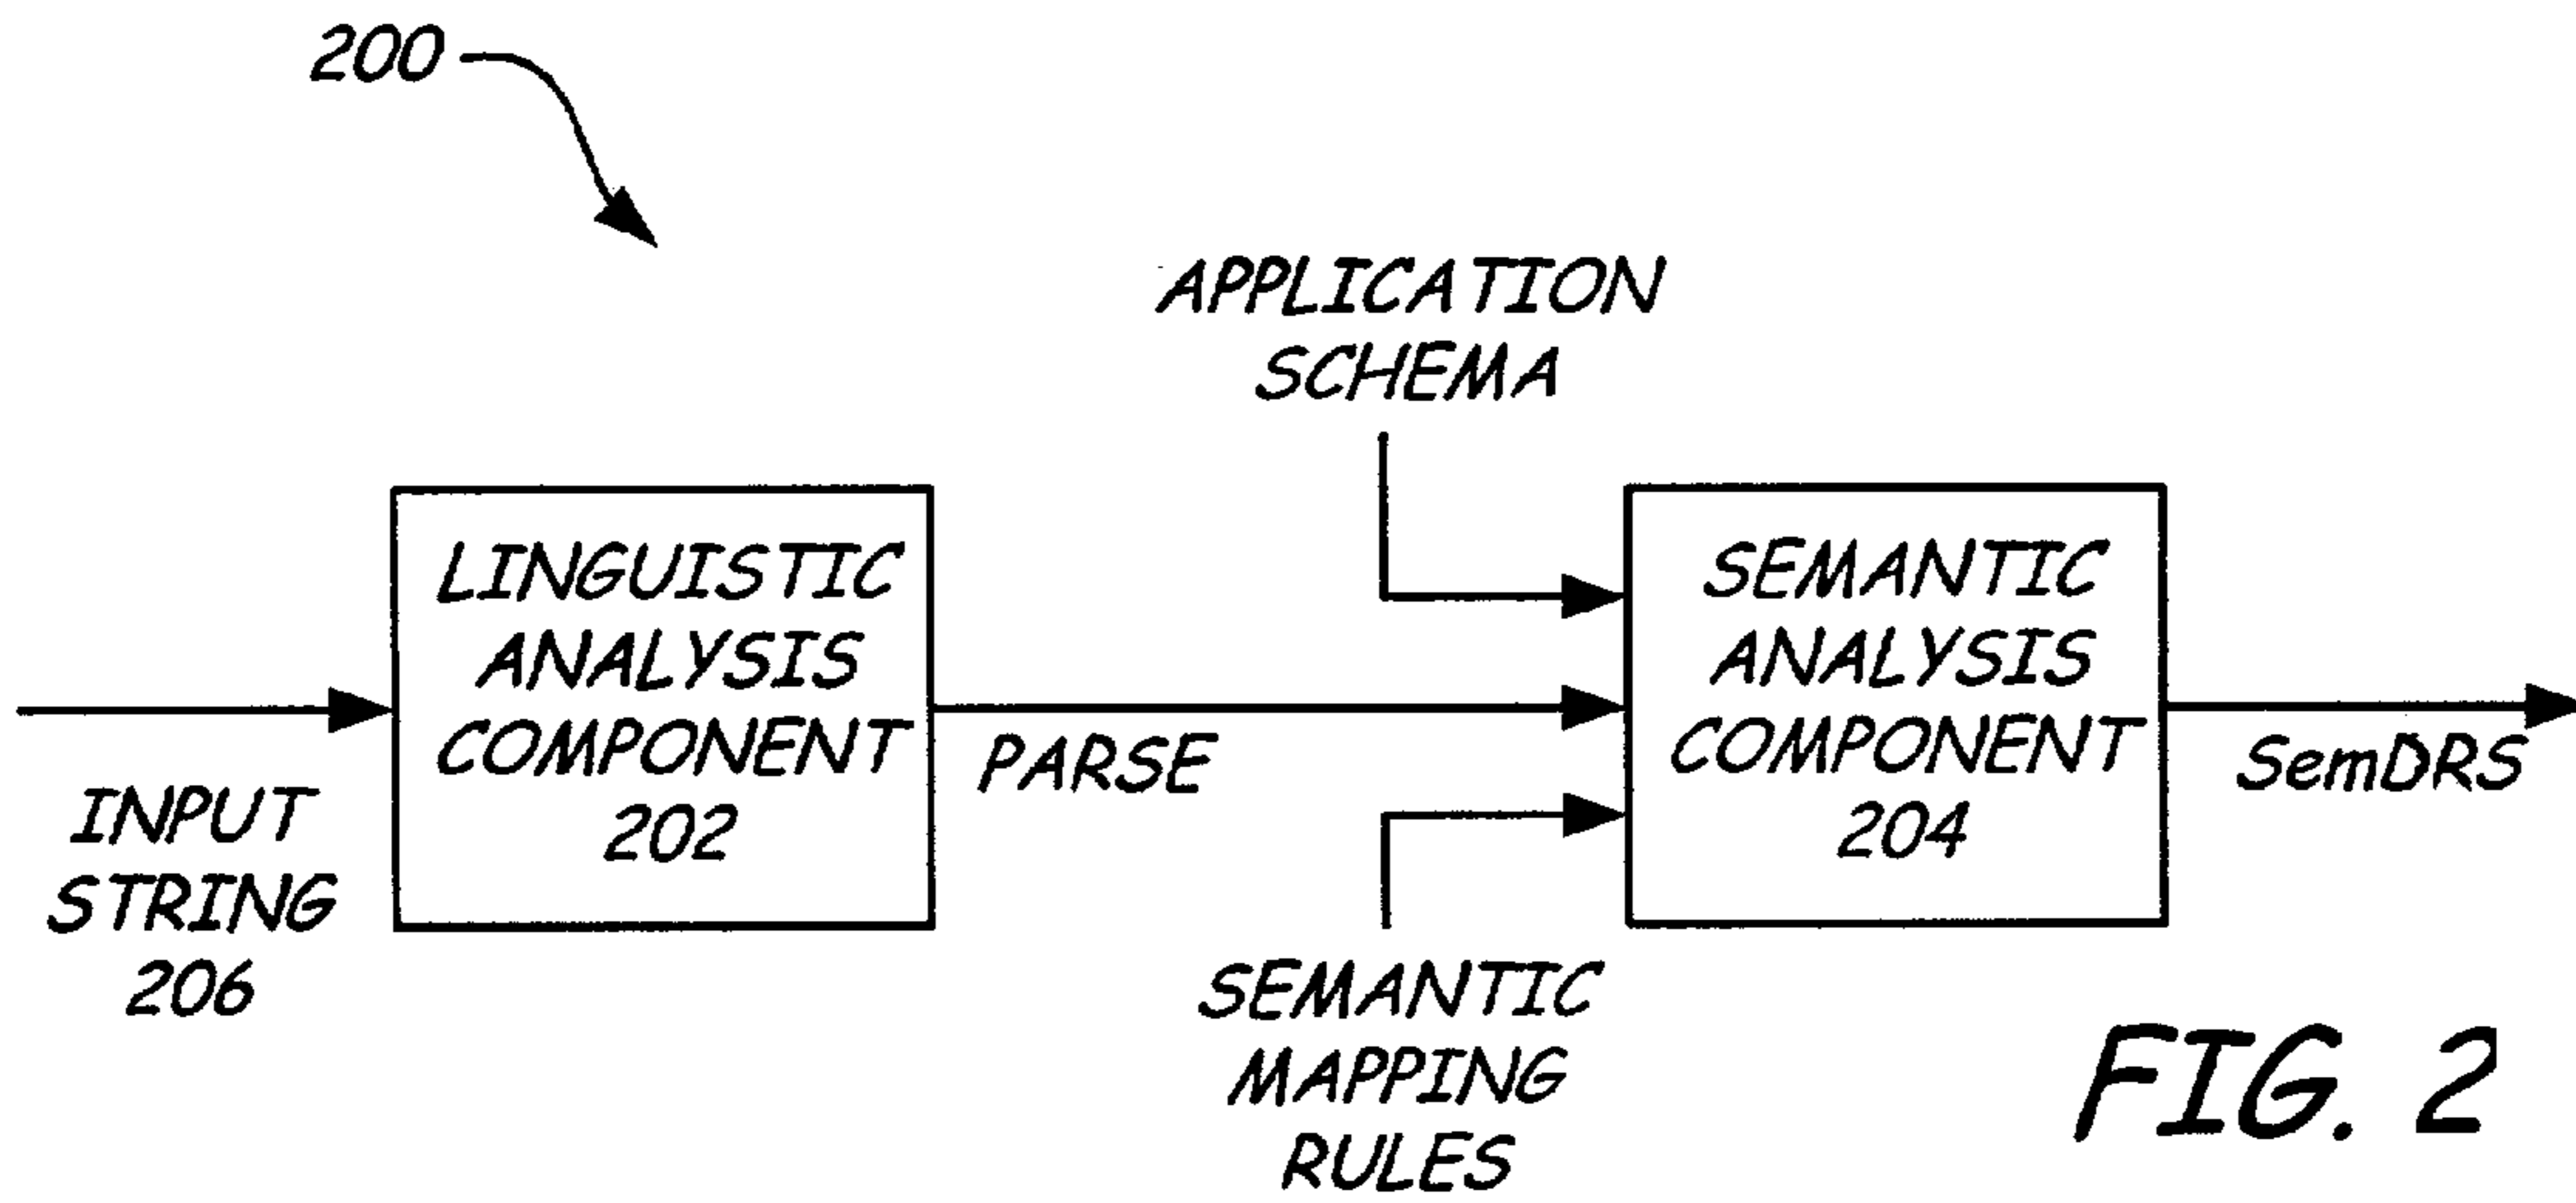 200
APPLICATION
SCHEMA
LINGUISTIC
ANALYSIS
COMPONENT
202
SEMANTIC
ANALYSIS
COMPONENT
204
INPUT
STRING
206
PARSE
SemDRS
SEMANTIC
MAPPING
RULES
FIG. 2